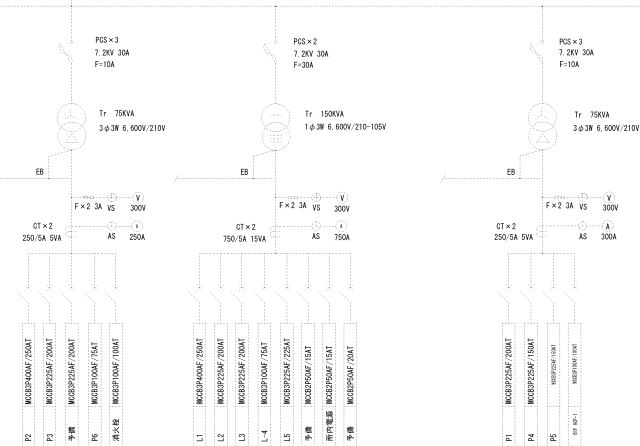 PCS×3
7.2KV 30A
F=10A
Tr 75KVA
3φ3W 6,600V/210V
EB
F×2 3A
VS
V
300V
CT×2
250/5A 5VA
AS
A
250A
P2 MCCB3P400AF/250AT
P3 MCCB3P225AF/200AT
予備 MCCB3P225AF/200AT
P6 MCCB3P100AF/75AT
消火栓 MCCB3P100AF/100AT
PCS×2
7.2KV 30A
F=30A
Tr 150KVA
1φ3W 6,600V/210-105V
EB
F×2 3A
VS
V
300V
CT×2
750/5A 15VA
AS
A
750A
L1 MCCB3P400AF/250AT
L2 MCCB3P225AF/200AT
L3 MCCB3P225AF/200AT
L-4 MCCB3P100AF/75AT
L5 MCCB3P225AF/225AT
予備 MCCB2P50AF/15AT
所内電源 MCCB2P50AF/15AT
予備 MCCB2P50AF/20AT
PCS×3
7.2KV 30A
F=10A
Tr 75KVA
3φ3W 6,600V/210V
EB
F×2 3A
VS
V
300V
CT×2
250/5A 5VA
AS
A
300A
P1 MCCB3P225AF/200AT
P4 MCCB3P225AF/150AT
P5 MCCB3P225AF/150AT